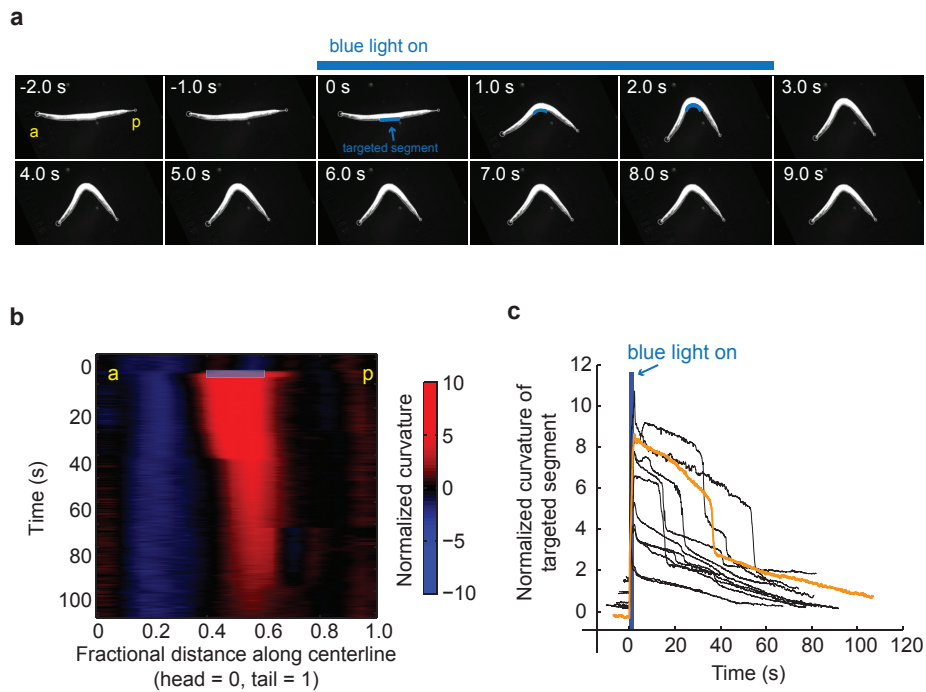 a
blue light on
-2.0 s
-1.0 s
0 s
1.0 s
2.0 s
3.0 s
a
p
targeted segment
4.0 s
5.0 s
6.0 s
7.0 s
8.0 s
9.0 s
b
a
p
0
20
40
60
80
100
Time (s)
0
0.2
0.4
0.6
0.8
1.0
Fractional distance along centerline
(head = 0, tail = 1)
10
5
0
−5
−10
Normalized curvature
c
blue light on
12
10
8
6
4
2
0
Normalized curvature of
targeted segment
0
20
40
60
80
100
120
Time (s)